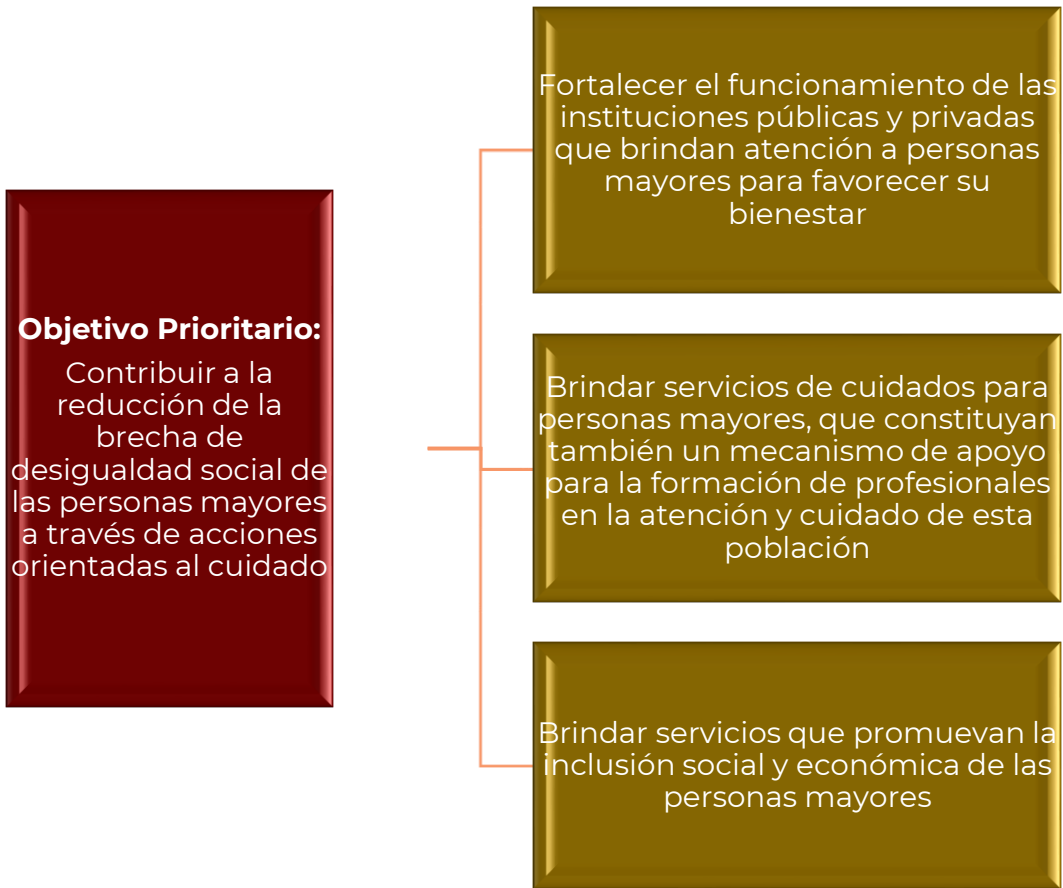 Objetivo Prioritario:
Contribuir a la
reducción de la
brecha de
desigualdad social de
las personas mayores
a través de acciones
orientadas al cuidado
Fortalecer el funcionamiento de las
instituciones públicas y privadas
que brindan atención a personas
mayores para favorecer su
bienestar
Brindar servicios de cuidados para
personas mayores, que constituyan
también un mecanismo de apoyo
para la formación de profesionales
en la atención y cuidado de esta
población
Brindar servicios que promuevan la
inclusión social y económica de las
personas mayores